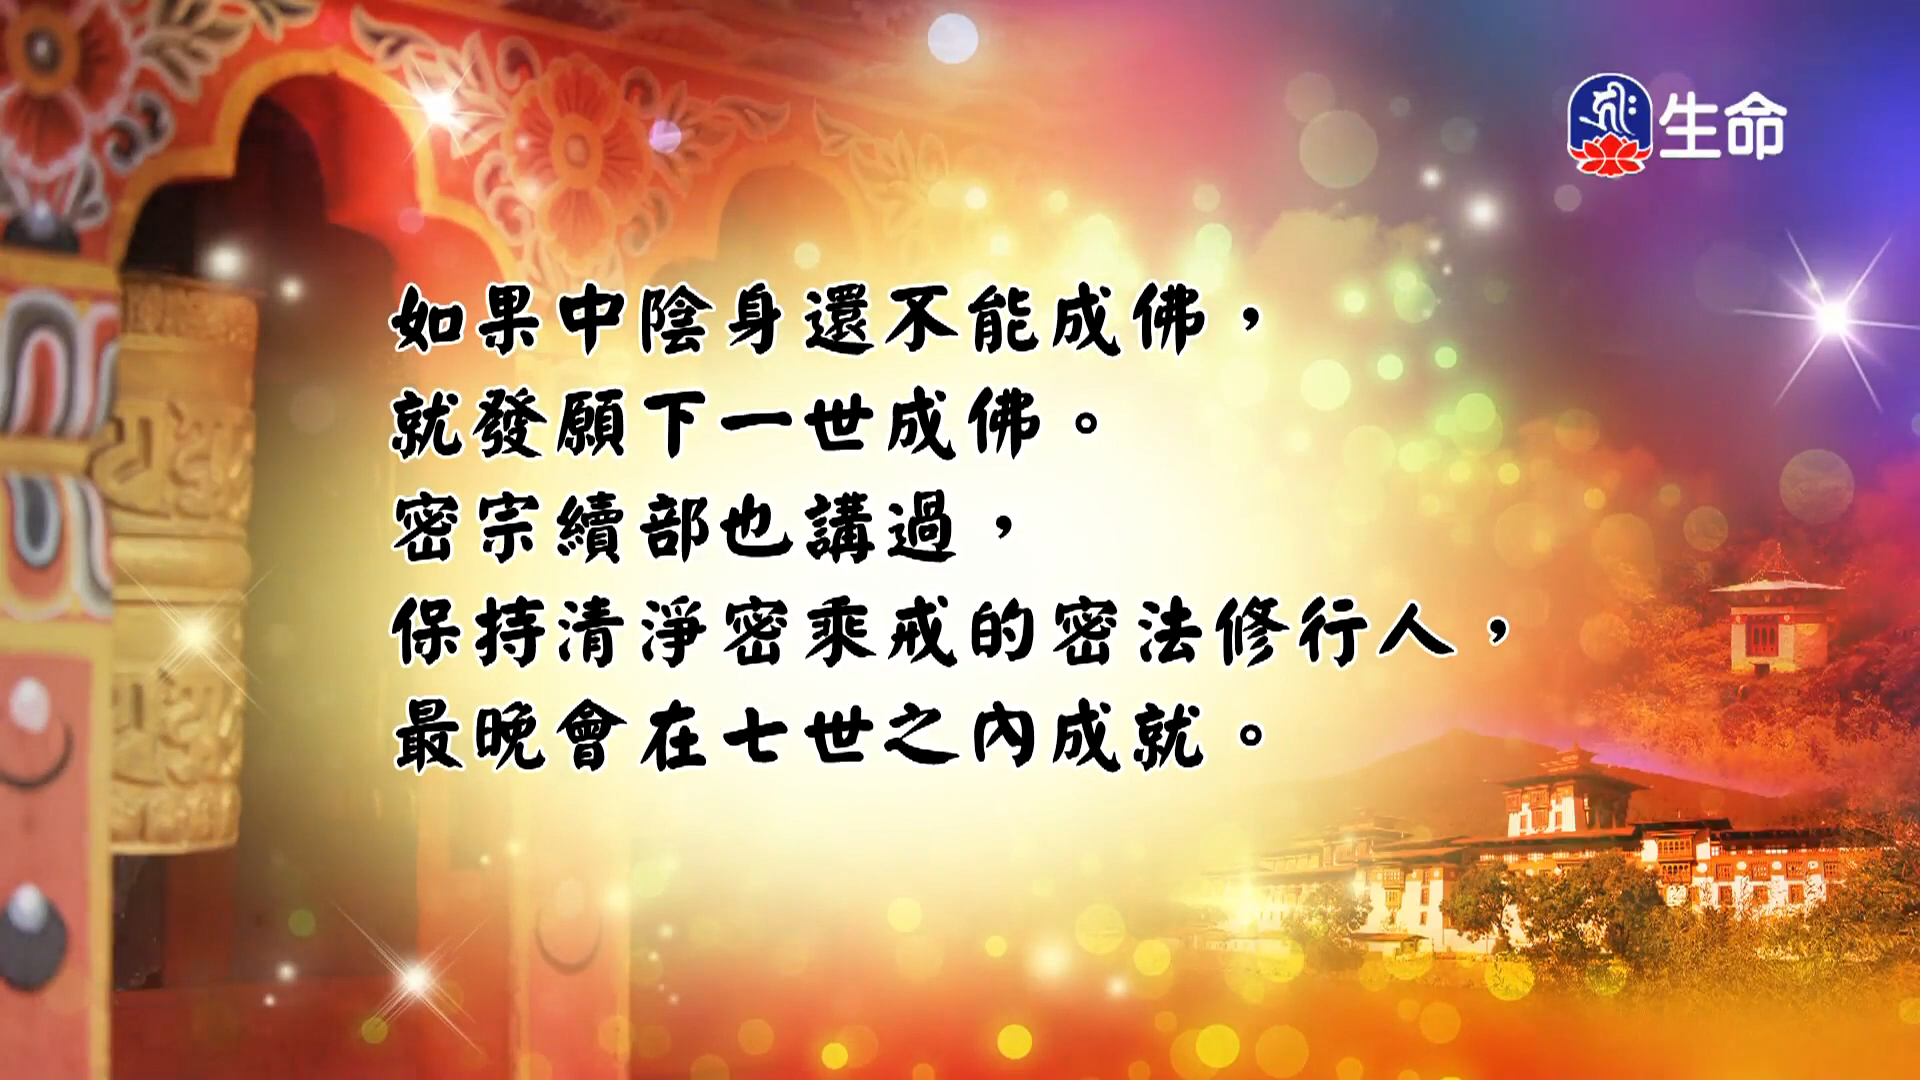 生命
如果中陰身還不能成佛，
就發願下一世成佛。
密宗續部也講過，
保持清淨密乘戒的密法修行人，
最晚會在七世之內成就。